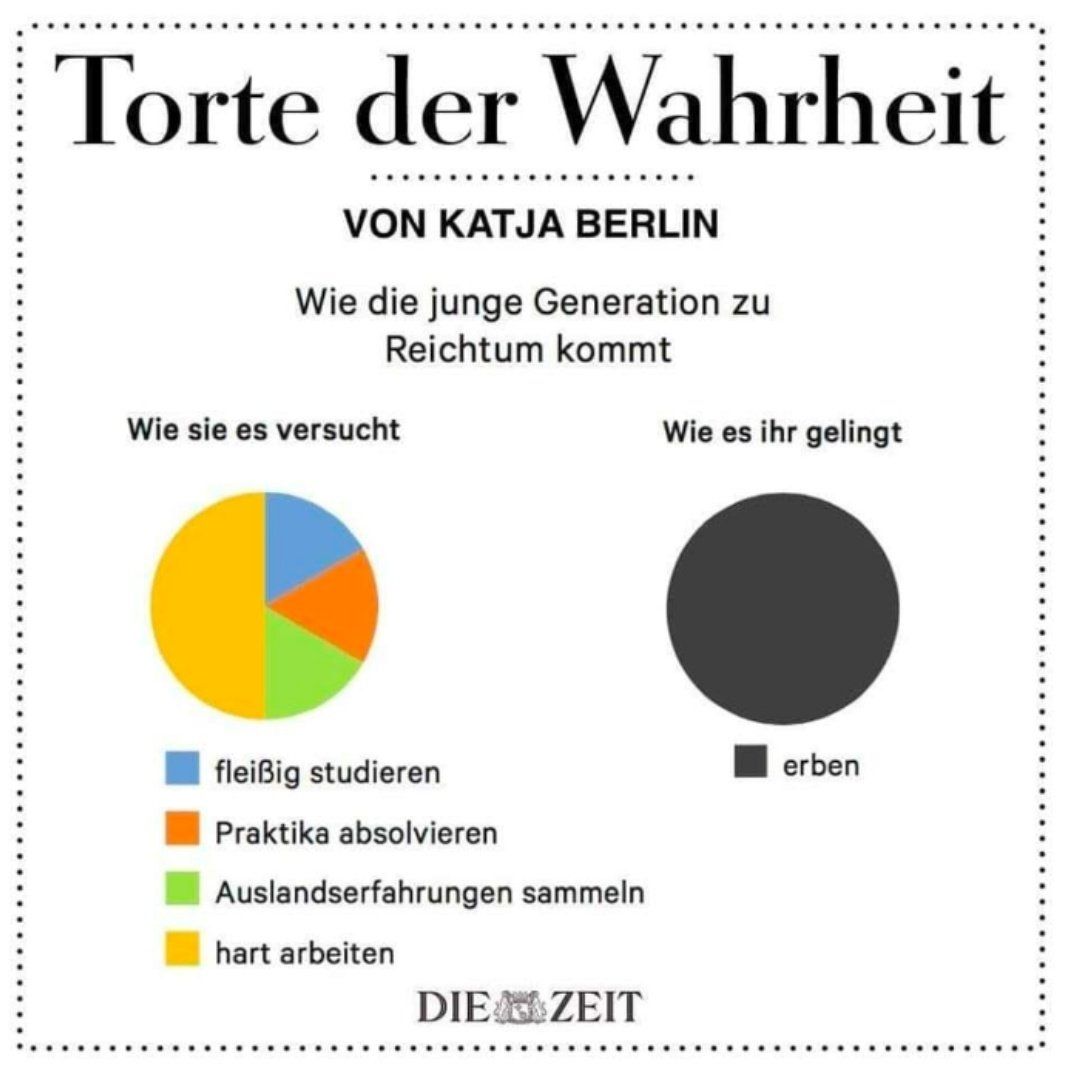 Torte der Wahrheit
VON KATJA BERLIN
Wie die junge Generation zu
Reichtum kommt
Wie sie es versucht
fleißig studieren
Praktika absolvieren
Auslandserfahrungen sammeln
hart arbeiten
Wie es ihr gelingt
erben
DIE ZEIT